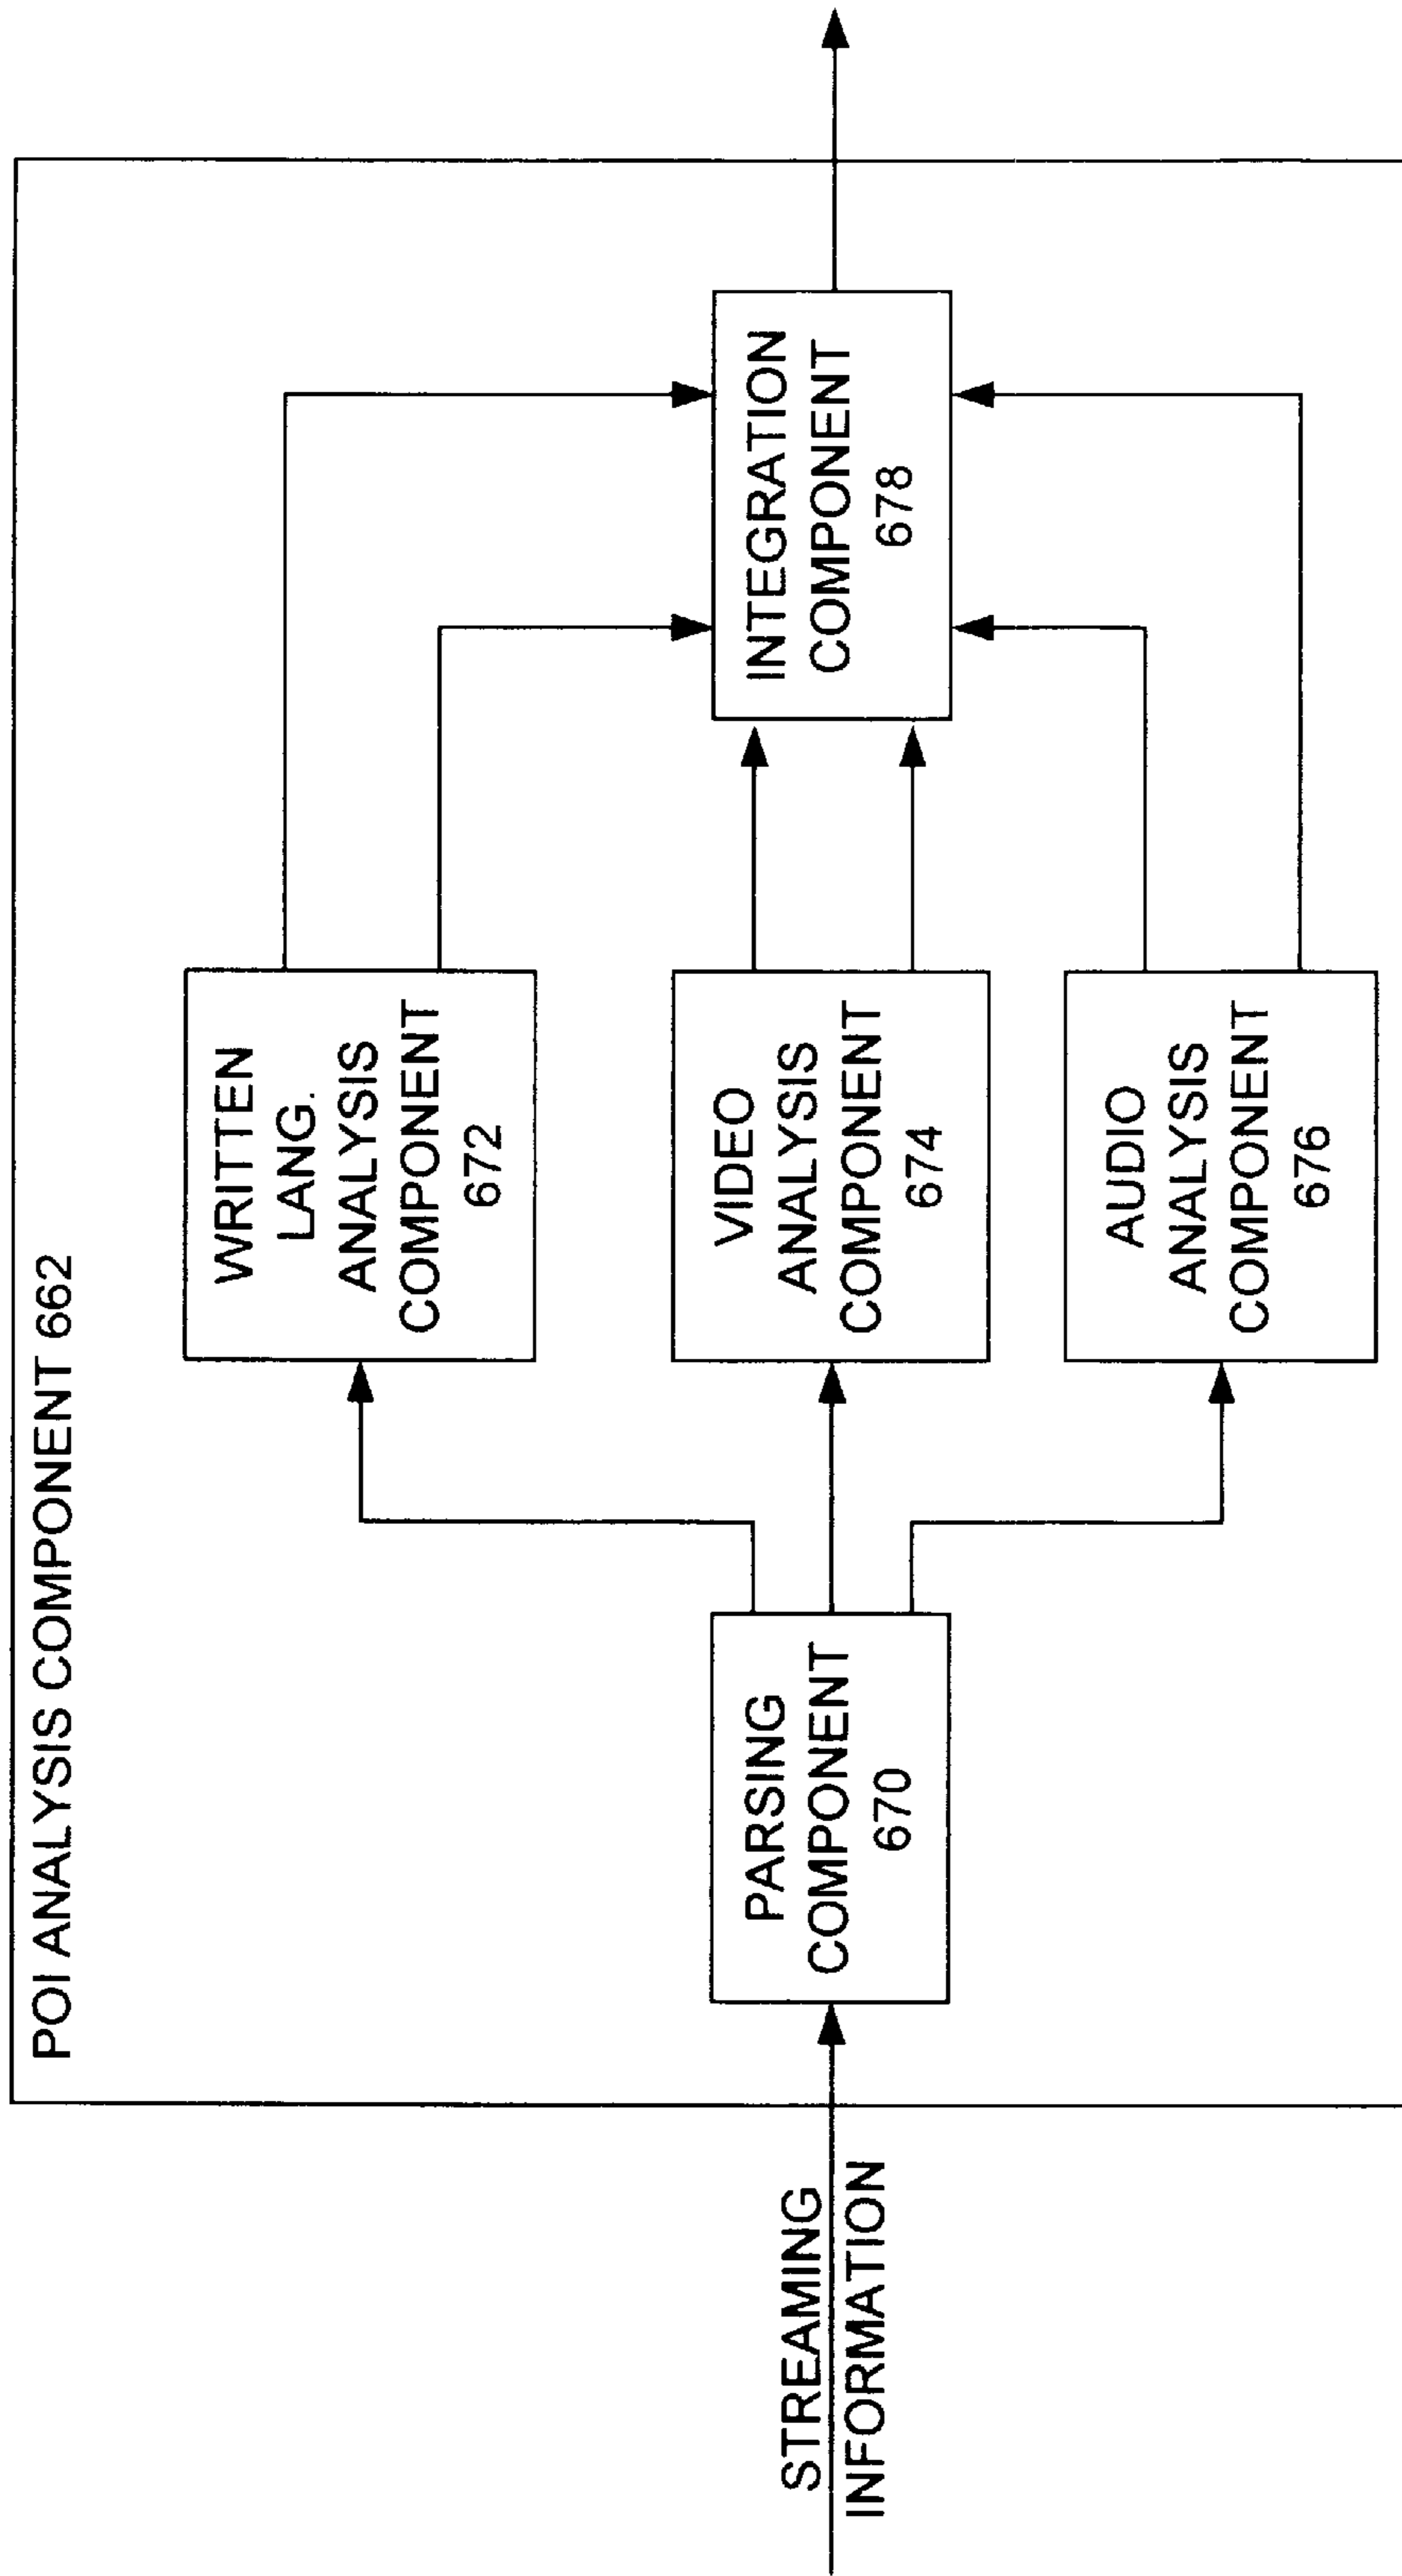 POI ANALYSIS COMPONENT 662
STREAMING
INFORMATION
PARSING
COMPONENT
670
WRITTEN
LANG.
ANALYSIS
COMPONENT
672
VIDEO
ANALYSIS
COMPONENT
674
AUDIO
ANALYSIS
COMPONENT
676
INTEGRATION
COMPONENT
678